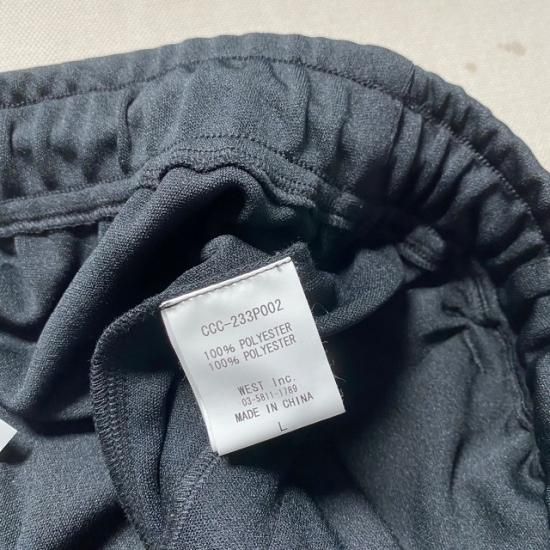 CCC-233P002
100% POLYESTER
100% POLYESTER
WEST Inc.
03-5811-1789
MADE IN CHINA
L